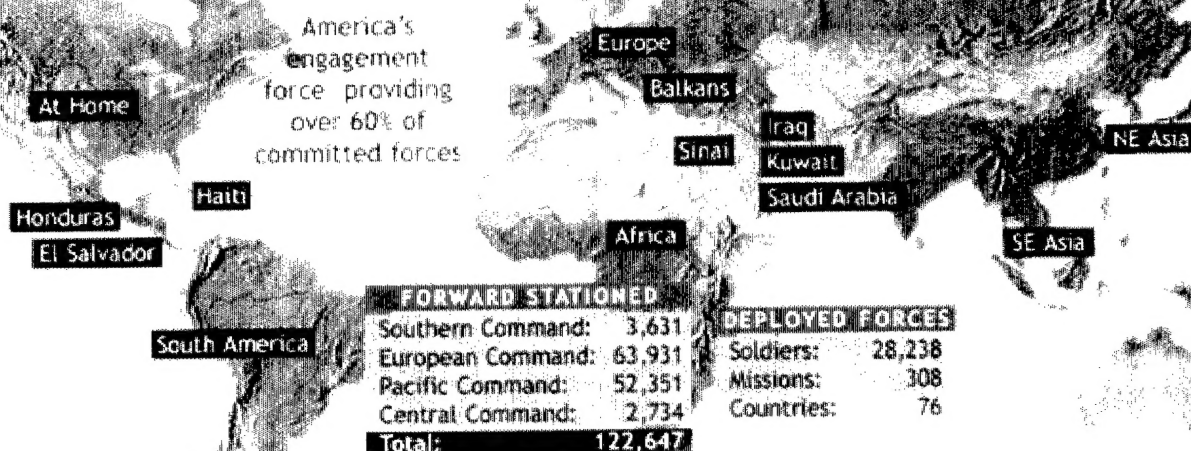 America's
engagement
force providing
over 60% of
committed forces
At Home
Haiti
Honduras
El Salvador
South America
Europe
Balkans
Sinai
Iraq
Kuwait
Saudi Arabia
Africa
NE Asia
SE Asia
FORWARD STATIONED
Southern Command: 3,631
European Command: 63,931
Pacific Command: 52,351
Central Command: 2,734
Total: 122,647
DEPLOYED FORCES
Soldiers: 28,238
Missions: 308
Countries: 76